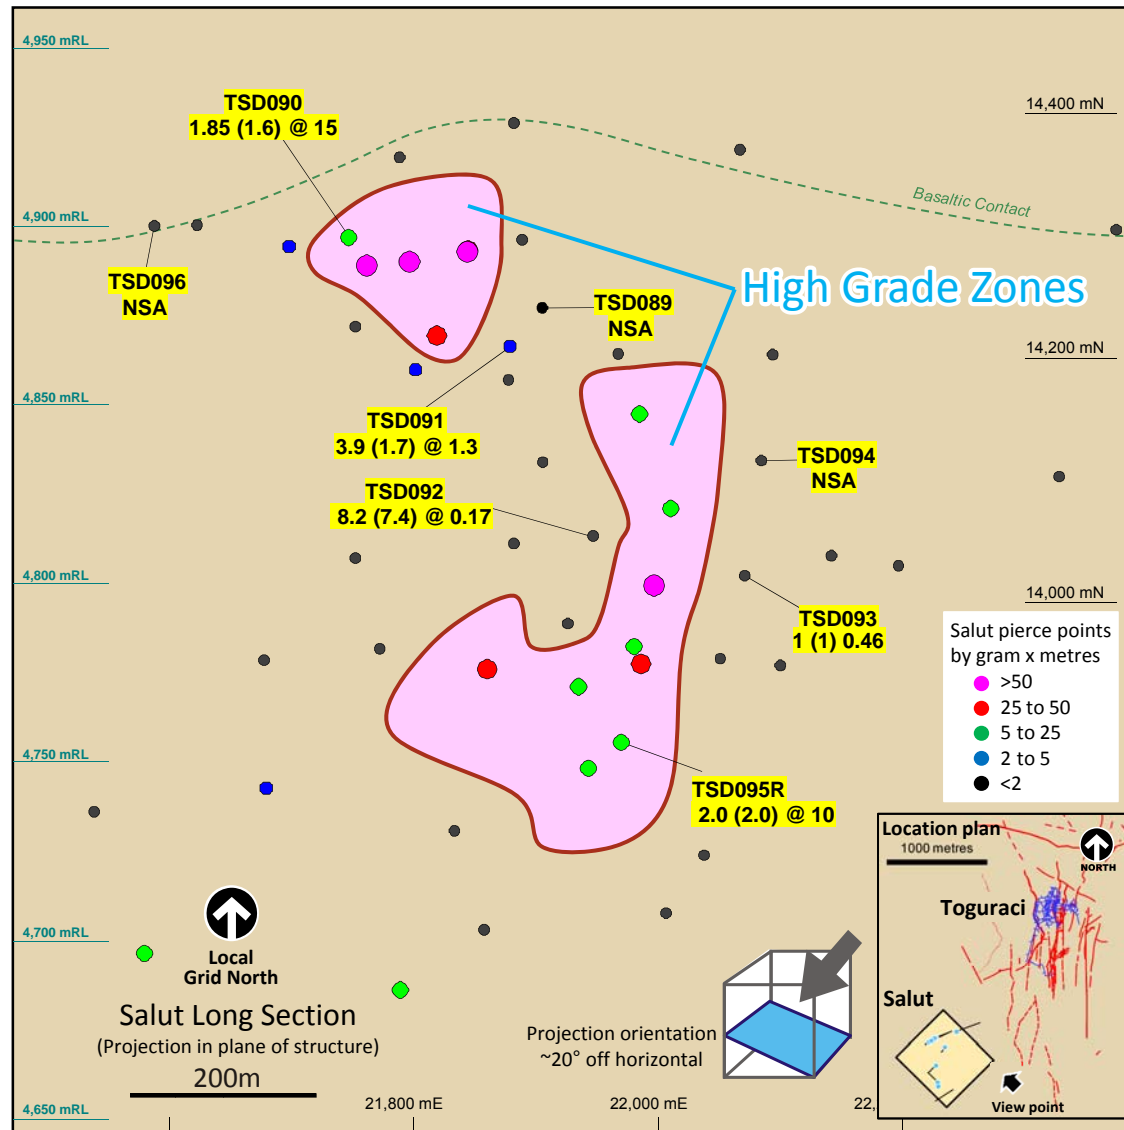 4,950 mRL
TSD090
1.85 (1.6) @ 15
14,400 mN
Basaltic Contact
4,900 mRL
TSD096
NSA
High Grade Zones
TSD089
NSA
14,200 mN
4,850 mRL
TSD091
3.9 (1.7) @ 1.3
TSD094
NSA
TSD092
8.2 (7.4) @ 0.17
4,800 mRL
14,000 mN
TSD093
1 (1) 0.46
Salut pierce points
by gram x metres
>50
25 to 50
5 to 25
2 to 5
<2
4,750 mRL
TSD095R
2.0 (2.0) @ 10
Location plan
1000 metres
NORTH
Toguraci
Salut
View point
4,700 mRL
Local
Grid North
Salut Long Section
(Projection in plane of structure)
200m
Projection orientation
~20° off horizontal
4,650 mRL
21,800 mE
22,000 mE
22,